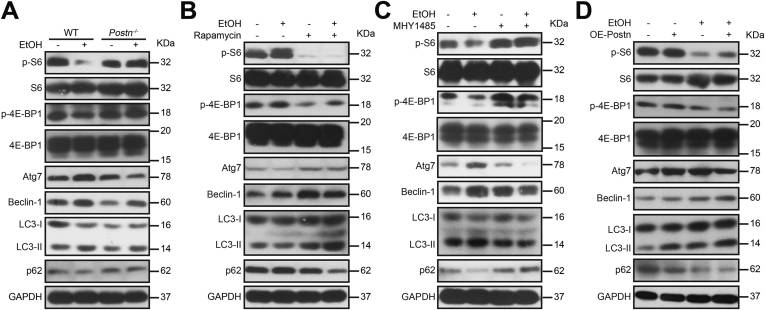 A
WT Postn-/-
EtOH - + - + KDa
p-S6 32
S6 32
p-4E-BP1 18
20
4E-BP1
15
Atg7 78
Beclin-1 60
LC3-I 16
LC3-II 14
p62 62
GAPDH 37
B
EtOH - + - +
Rapamycin - - + + KDa
p-S6 32
S6 32
p-4E-BP1 18
20
4E-BP1
15
Atg7 78
Beclin-1 60
LC3-I 16
LC3-II 14
p62 62
GAPDH 37
C
EtOH - + - +
MHY1485 - - + + KDa
p-S6 32
S6 32
p-4E-BP1 18
20
4E-BP1
15
Atg7 78
Beclin-1 60
LC3-I 16
LC3-II 14
p62 62
GAPDH 37
D
EtOH - - + +
OE-Postn - + - + KDa
p-S6 32
S6 32
p-4E-BP1 18
20
4E-BP1
15
Atg7 78
Beclin-1 60
LC3-I 16
LC3-II 14
p62 62
GAPDH 37